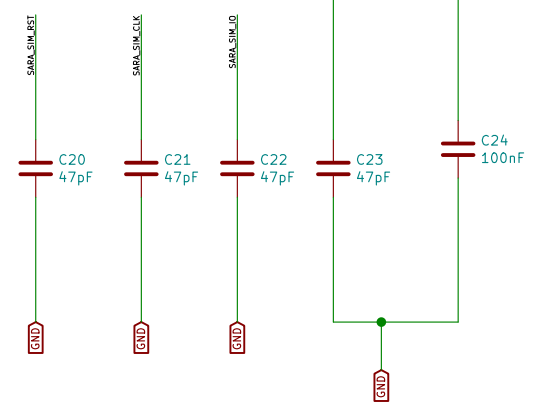 SARA_SIM_RST
SARA_SIM_CLK
SARA_SIM_IO
C20
47pF
C21
47pF
C22
47pF
C23
47pF
C24
100nF
GND
GND
GND
GND